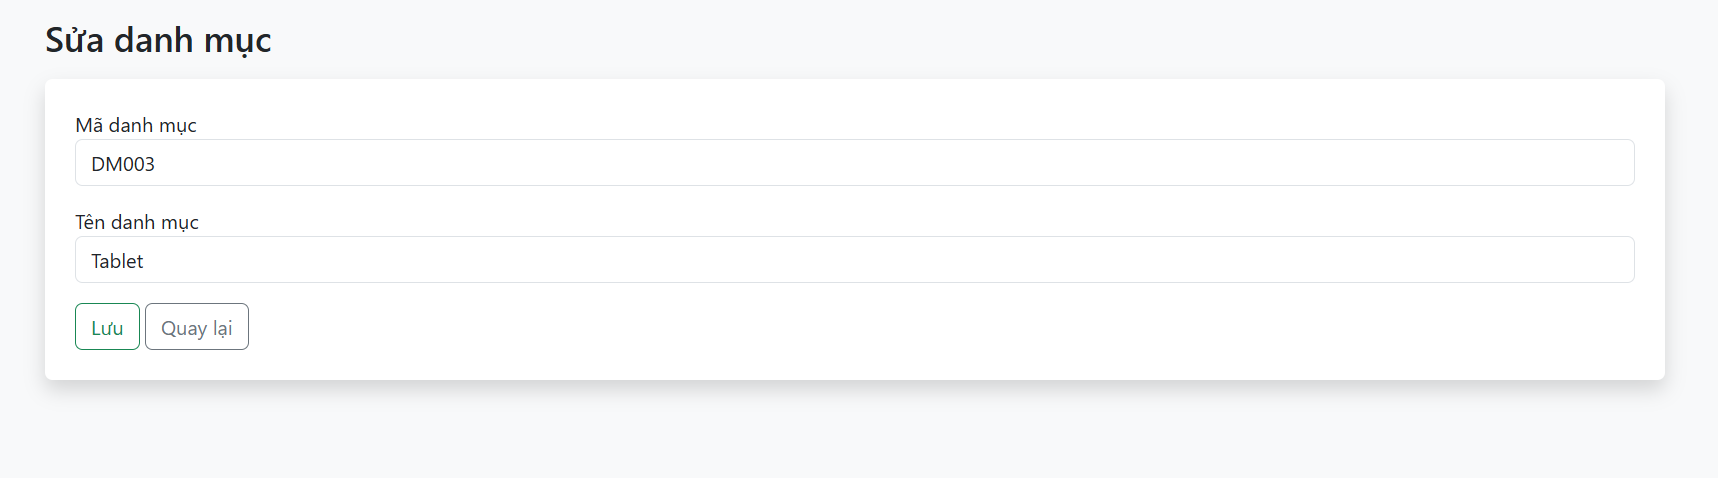 Sửa danh mục
Mã danh mục
DM003
Tên danh mục
Tablet
Lưu Quay lại